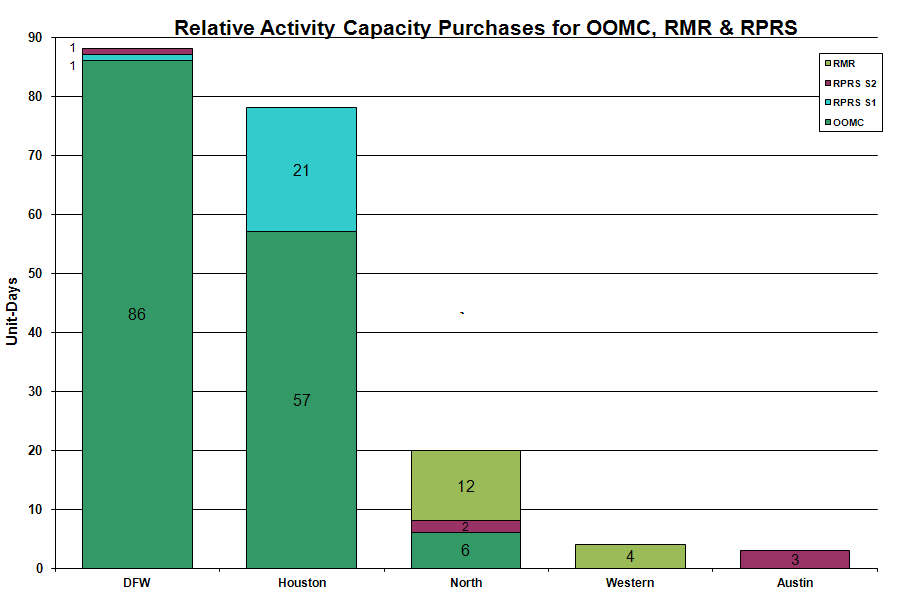 Relative Activity Capacity Purchases for OOMC, RMR & RPRS
RMR
RPRS S2
RPRS S1
OOMC
Unit-Days
90
80
70
60
50
40
30
20
10
0
1
1
86
21
57
12
2
6
4
3
DFW Houston North Western Austin